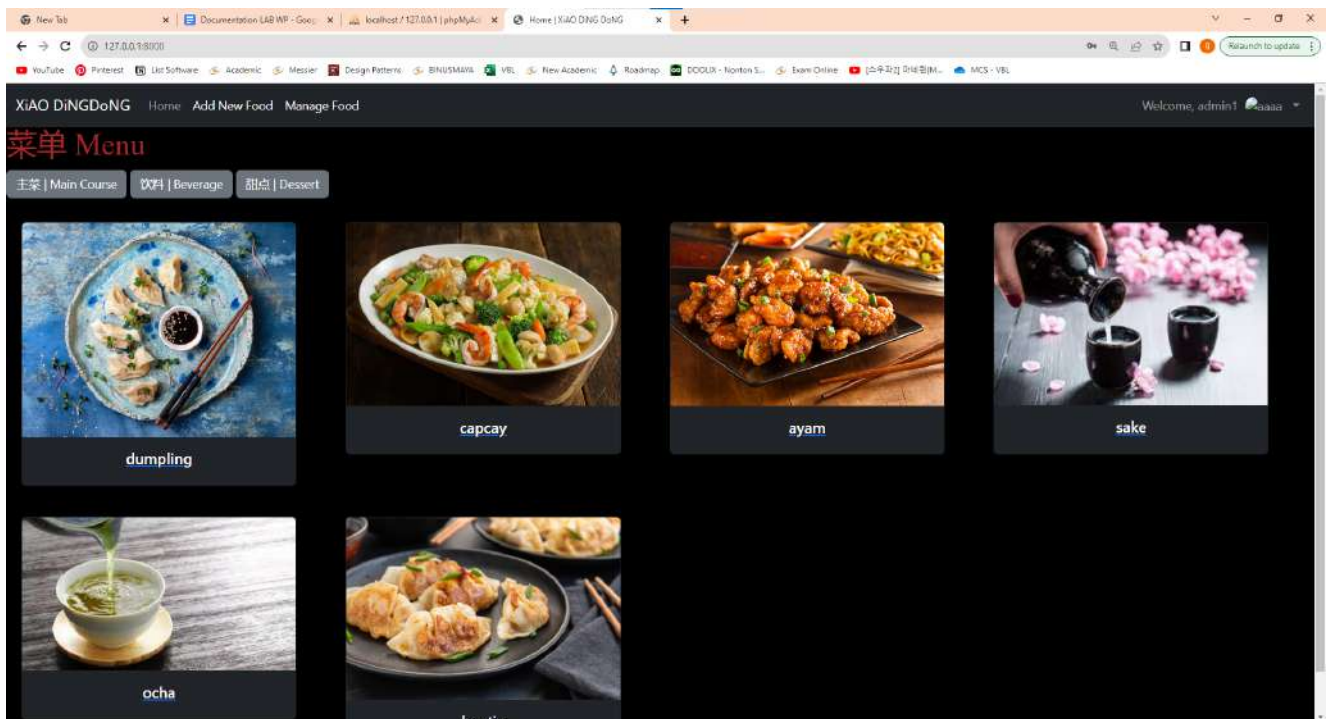 New Tab
Documentation LAB WP - Goog
localhost / 127.0.0.1 | phpMyAd
Home | XiAO DiNG DoNG
127.0.0.1:8000
Relaunch to update
YouTube
Pinterest
List Software
Academic
Messier
Design Patterns
BINUSMAYA
VBL
New Academic
Roadmap
DOOLIX - Nonton S...
Exam Online
MCS - VBL
XiAO DiNGDoNG
Home
Add New Food
Manage Food
Welcome, admin1
aaaa
菜单 Menu
主菜 | Main Course
饮料 | Beverage
甜点 | Dessert
dumpling
capcay
ayam
sake
ocha